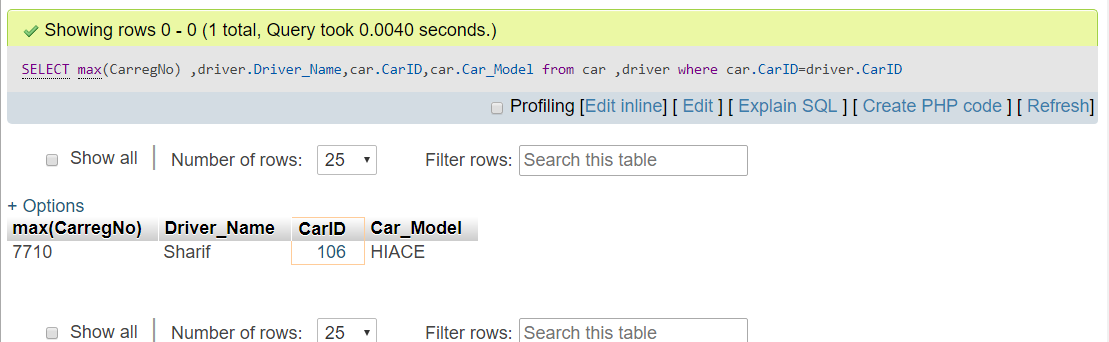 Showing rows 0 - 0 (1 total, Query took 0.0040 seconds.)
SELECT max(CarregNo) ,driver.Driver_Name,car.CarID,car.Car_Model from car ,driver where car.CarID=driver.CarID
Profiling [Edit inline] [ Edit ] [ Explain SQL ] [ Create PHP code ] [ Refresh]
Show all Number of rows: 25 Filter rows: Search this table
+ Options
max(CarregNo) Driver_Name CarID Car_Model
7710 Sharif 106 HIACE
Show all Number of rows: 25 Filter rows: Search this table